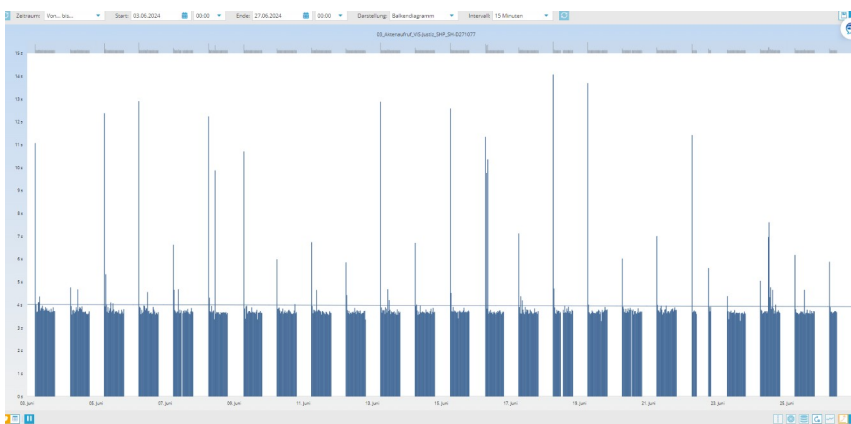 Zeitraum: Von... bis... Start: 03.06.2024 00:00 Ende: 27.06.2024 00:00 Darstellung: Balkendiagramm Intervall: 15 Minuten
15 s
14 s
13 s
12 s
11 s
10 s
9 s
8 s
7 s
6 s
5 s
4 s
3 s
2 s
1 s
0 s
03. Juni 05. Juni 07. Juni 09. Juni 11. Juni 13. Juni 15. Juni 17. Juni 19. Juni 21. Juni 23. Juni 25. Juni